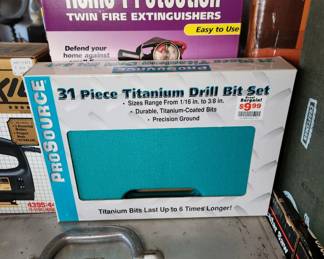 Home Protection
TWIN FIRE EXTINGUISHERS
Easy to Use
Defend your
home against
PROSOURCE
31 Piece Titanium Drill Bit Set
• Sizes Range From 1/16 in. to 3/8 in.
• Durable, Titanium-Coated Bits
• Precision Ground
Bargain!
$9.99
PROSOURCE
Titanium Bits Last Up to 6 Times Longer!